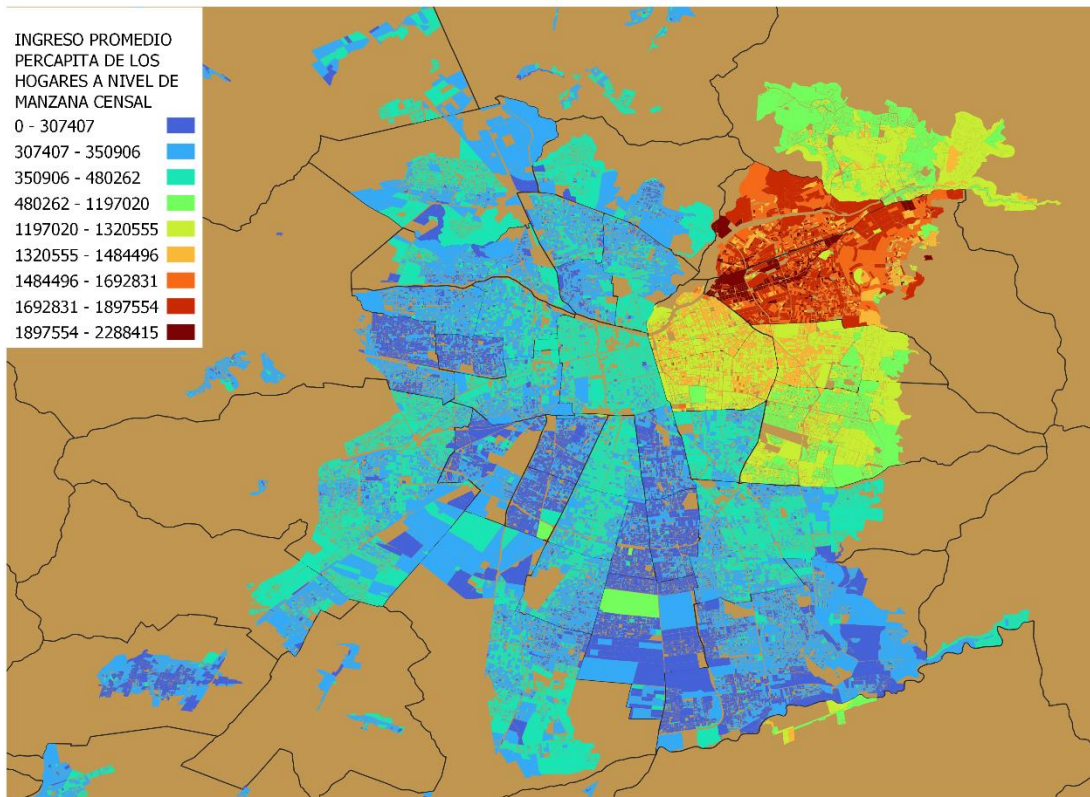 INGRESO PROMEDIO
PERCAPITA DE LOS
HOGARES A NIVEL DE
MANZANA CENSAL
0 - 307407
307407 - 350906
350906 - 480262
480262 - 1197020
1197020 - 1320555
1320555 - 1484496
1484496 - 1692831
1692831 - 1897554
1897554 - 2288415